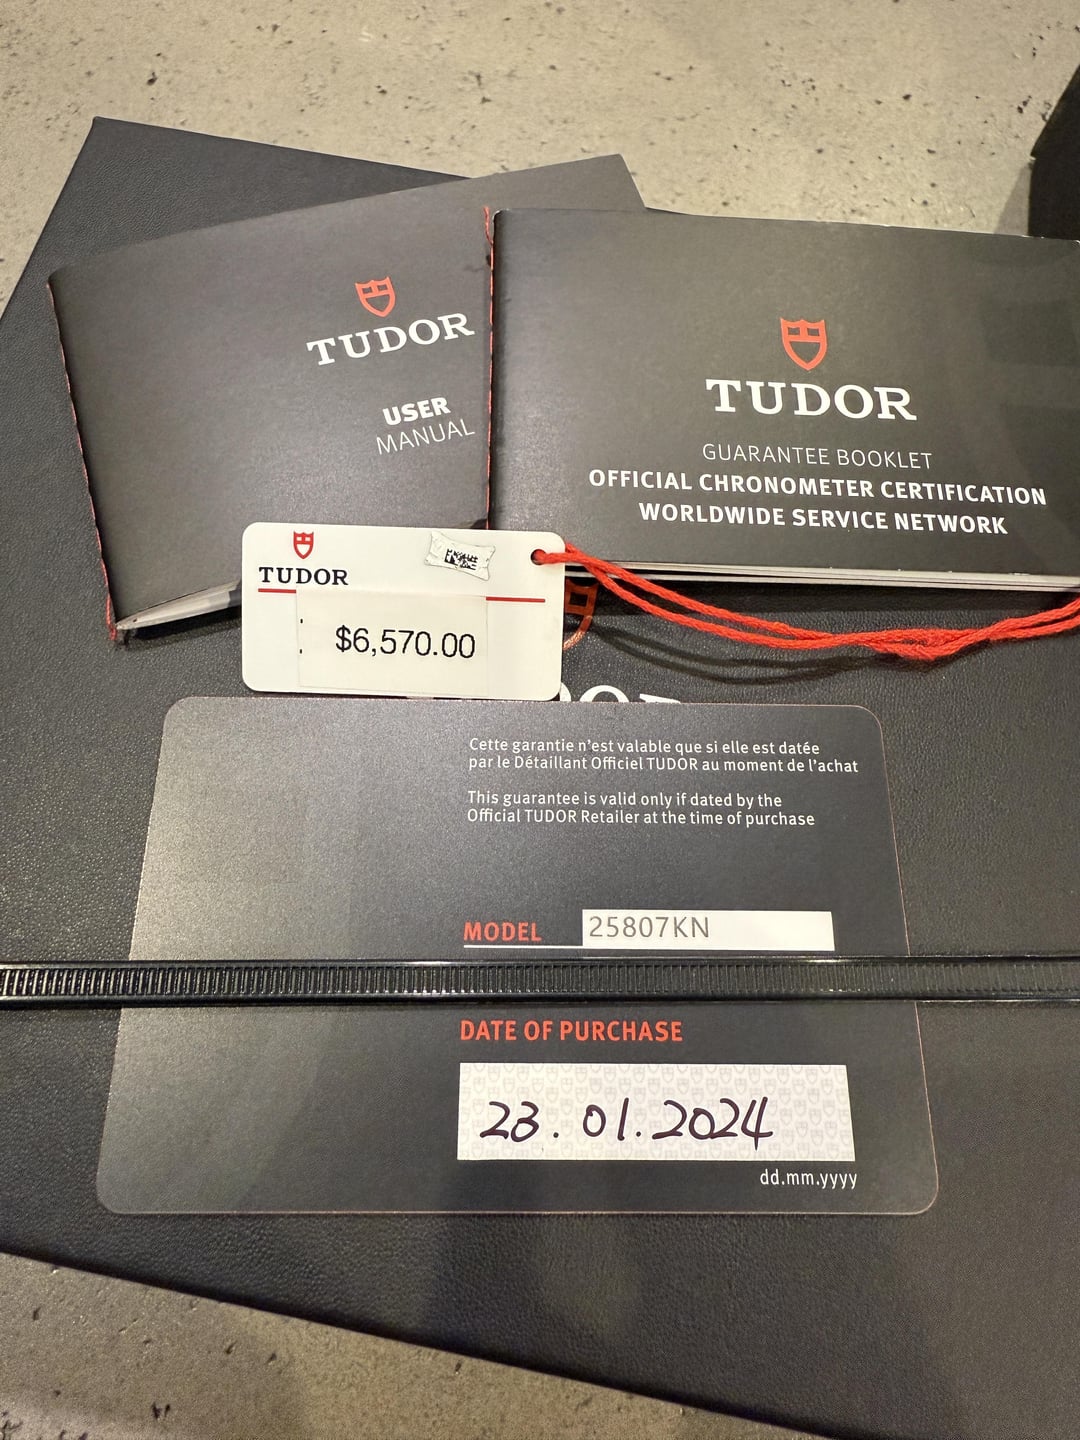 TUDOR
USER
MANUAL
TUDOR
GUARANTEE BOOKLET
OFFICIAL CHRONOMETER CERTIFICATION
WORLDWIDE SERVICE NETWORK
TUDOR
$6,570.00
Cette garantie n'est valable que si elle est datée
par le Détaillant Officiel TUDOR au moment de l'achat
This guarantee is valid only if dated by the
Official TUDOR Retailer at the time of purchase
MODEL 25807KN
DATE OF PURCHASE
23.01.2024
dd.mm.yyyy